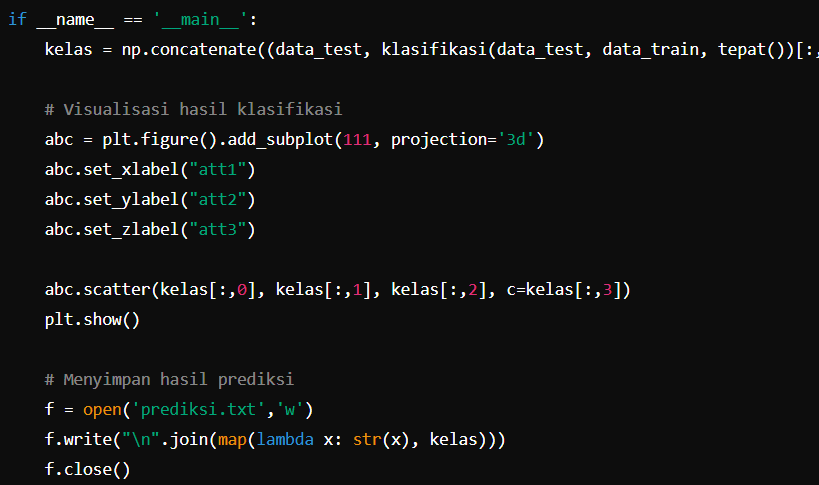 if __name__ == '__main__':
    kelas = np.concatenate((data_test, klasifikasi(data_test, data_train, tepat())[:,
    # Visualisasi hasil klasifikasi
    abc = plt.figure().add_subplot(111, projection='3d')
    abc.set_xlabel("att1")
    abc.set_ylabel("att2")
    abc.set_zlabel("att3")
    abc.scatter(kelas[:,0], kelas[:,1], kelas[:,2], c=kelas[:,3])
    plt.show()
    # Menyimpan hasil prediksi
    f = open('prediksi.txt','w')
    f.write("\n".join(map(lambda x: str(x), kelas)))
    f.close()